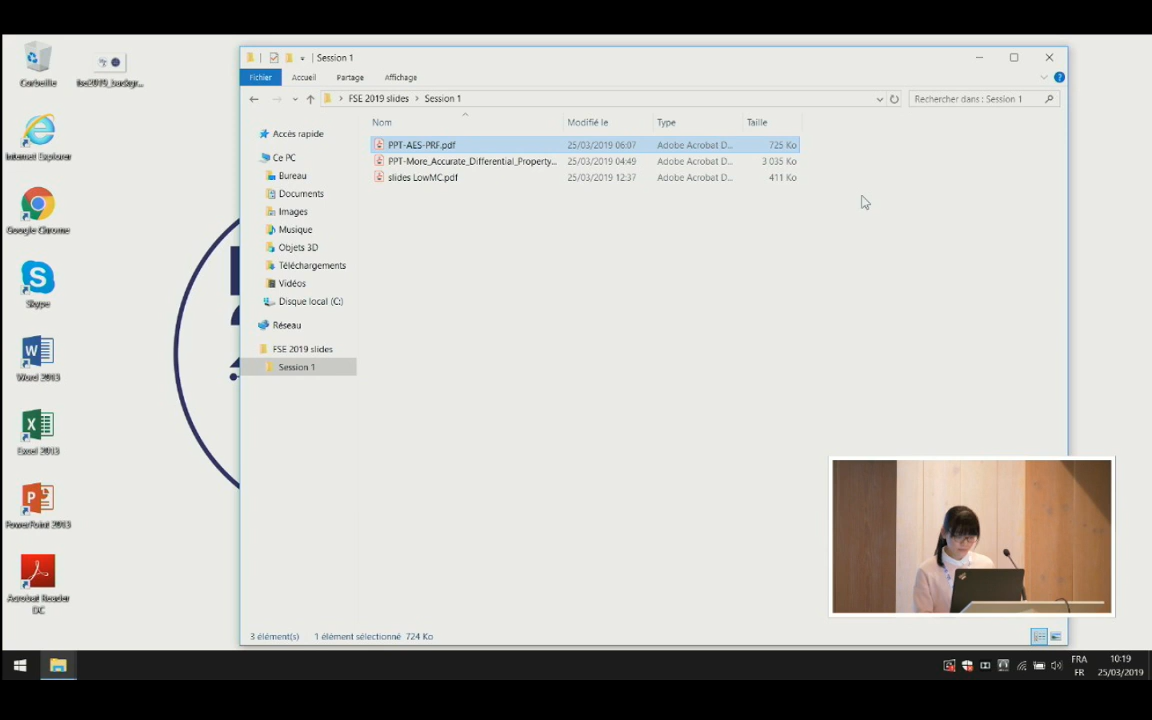 Corbeille
fse2019_backgr...
Internet Explorer
Google Chrome
Skype
Word 2013
Excel 2013
PowerPoint 2013
Acrobat Reader
DC
Session 1
Fichier
Accueil
Partage
Affichage
FSE 2019 slides
Session 1
Rechercher dans : Session 1
Nom
Modifié le
Type
Taille
PPT-AES-PRF.pdf 25/03/2019 06:07 Adobe Acrobat D... 725 Ko
PPT-More_Accurate_Differential_Property... 25/03/2019 04:49 Adobe Acrobat D... 3 035 Ko
slides LowMC.pdf 25/03/2019 12:37 Adobe Acrobat D... 411 Ko
Accès rapide
Ce PC
Bureau
Documents
Images
Musique
Objets 3D
Téléchargements
Vidéos
Disque local (C:)
Réseau
FSE 2019 slides
Session 1
3 élément(s) 1 élément sélectionné 724 Ko
FRA
FR
10:19
25/03/2019